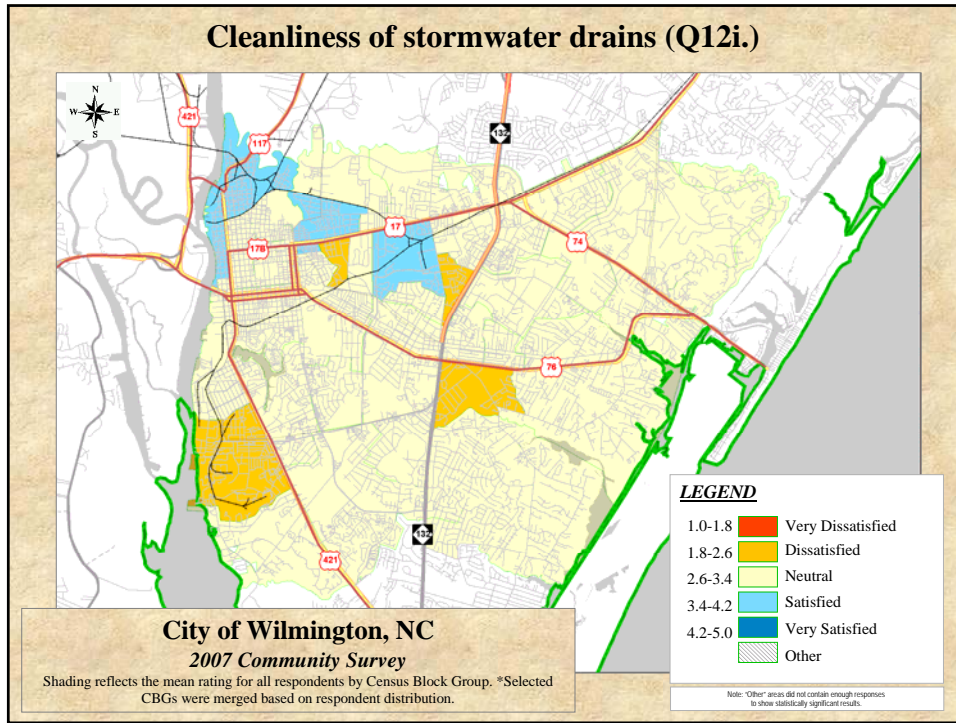 Cleanliness of stormwater drains (Q12i.)
N
W E
S
421
117
132
17
17B
74
76
132
421
LEGEND
1.0-1.8 Very Dissatisfied
1.8-2.6 Dissatisfied
2.6-3.4 Neutral
3.4-4.2 Satisfied
4.2-5.0 Very Satisfied
Other
City of Wilmington, NC
2007 Community Survey
Shading reflects the mean rating for all respondents by Census Block Group. *Selected
CBGs were merged based on respondent distribution.
Note: "Other" areas did not contain enough responses
to show statistically significant results.